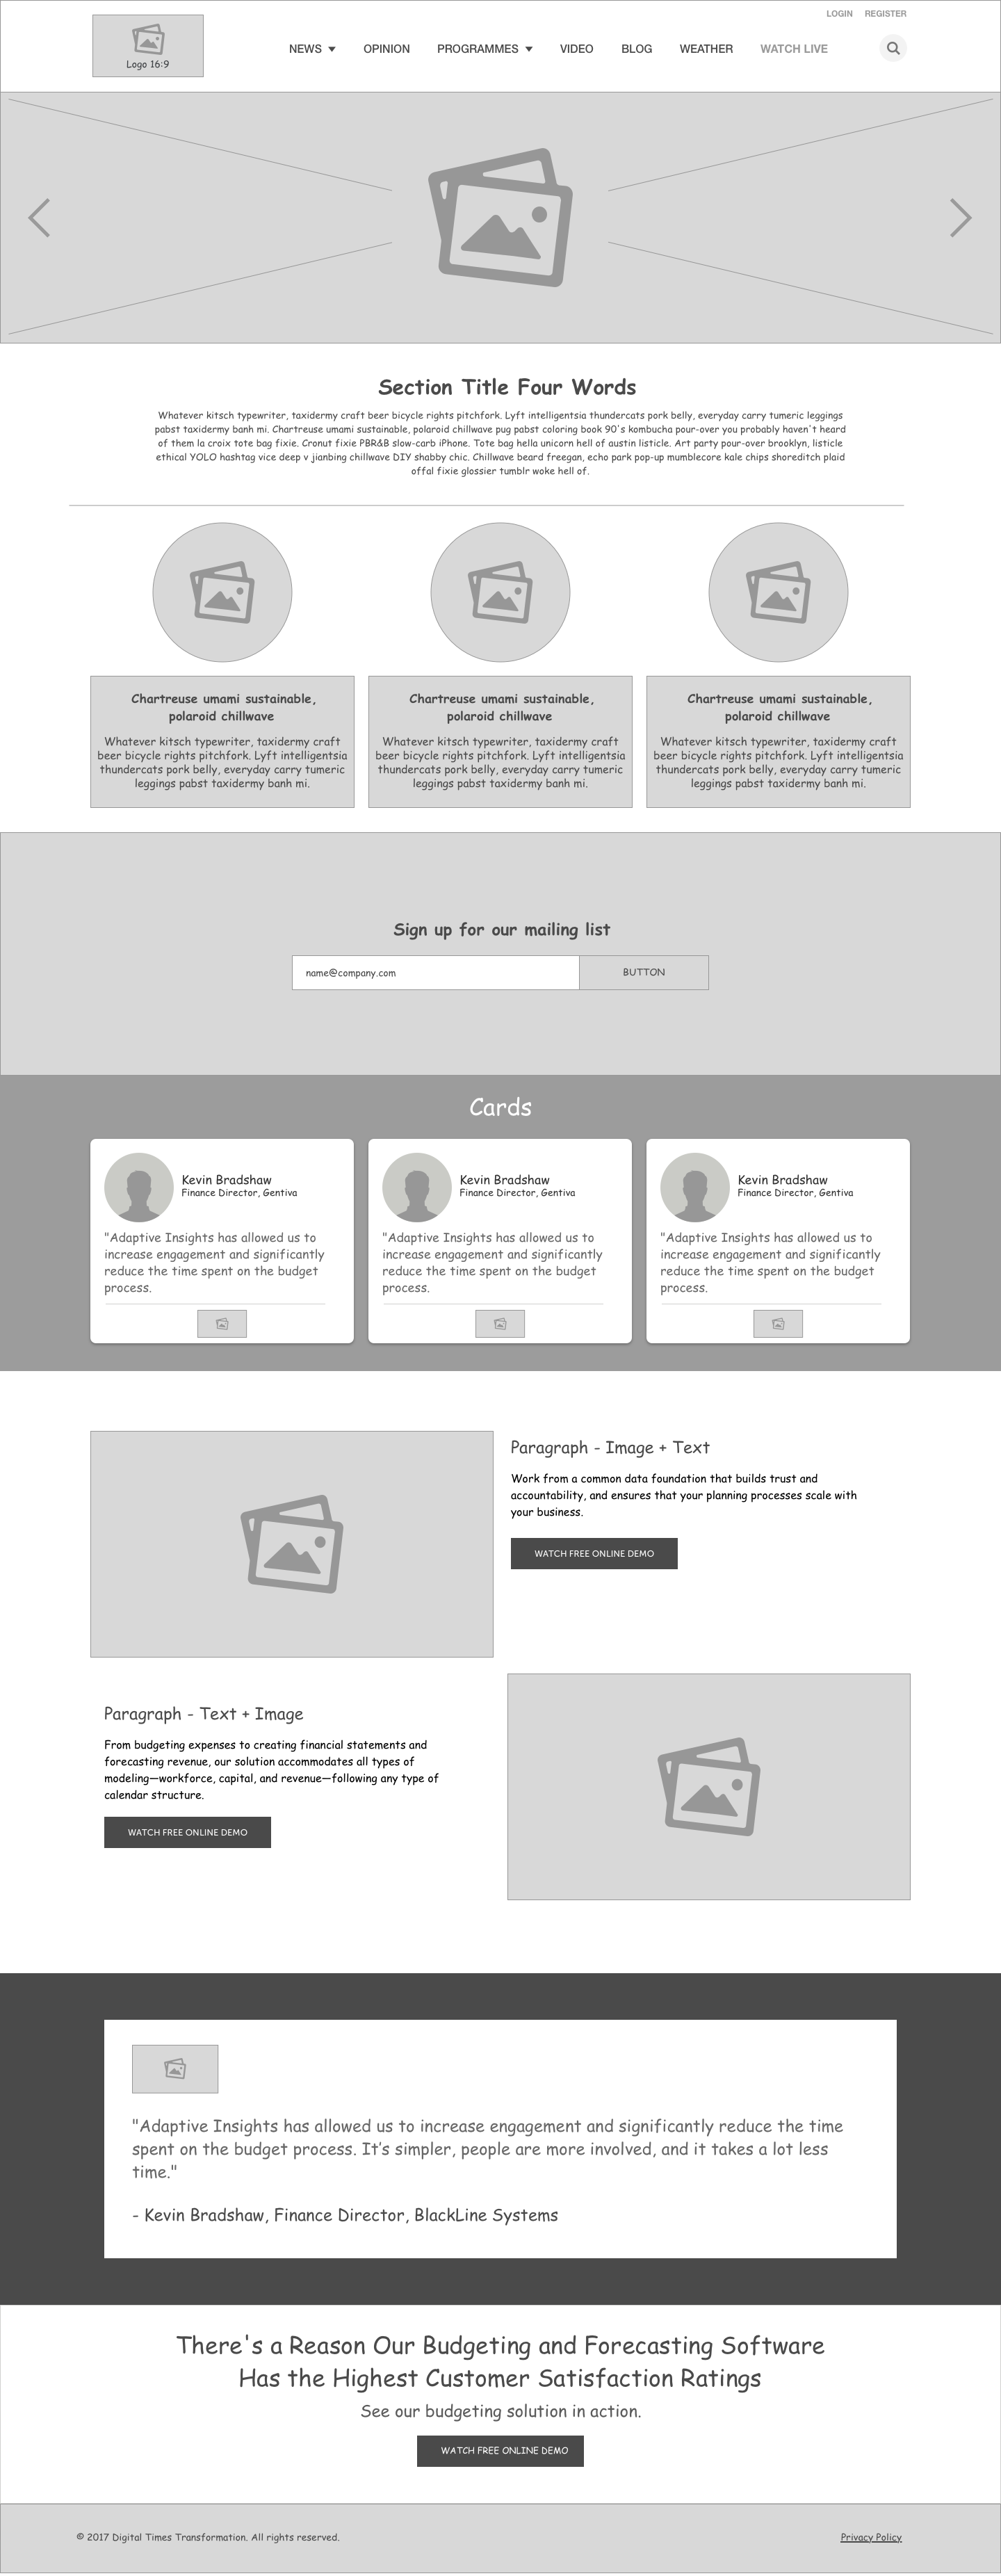 LOGIN REGISTER
Logo 16:9
NEWS OPINION PROGRAMMES VIDEO BLOG WEATHER WATCH LIVE
Section Title Four Words
Whatever kitsch typewriter, taxidermy craft beer bicycle rights pitchfork. Lyft intelligentsia thundercats pork belly, everyday carry tumeric leggings
pabst taxidermy banh mi. Chartreuse umami sustainable, polaroid chillwave pug pabst coloring book 90's kombucha pour-over you probably haven't heard
of them la croix tote bag fixie. Cronut fixie PBR&B slow-carb iPhone. Tote bag hella unicorn hell of austin listicle. Art party pour-over brooklyn, listicle
ethical YOLO hashtag vice deep v jianbing chillwave DIY shabby chic. Chillwave beard freegan, echo park pop-up mumblecore kale chips shoreditch plaid
offal fixie glossier tumblr woke hell of.
Chartreuse umami sustainable,
polaroid chillwave
Whatever kitsch typewriter, taxidermy craft
beer bicycle rights pitchfork. Lyft intelligentsia
thundercats pork belly, everyday carry tumeric
leggings pabst taxidermy banh mi.
Chartreuse umami sustainable,
polaroid chillwave
Whatever kitsch typewriter, taxidermy craft
beer bicycle rights pitchfork. Lyft intelligentsia
thundercats pork belly, everyday carry tumeric
leggings pabst taxidermy banh mi.
Chartreuse umami sustainable,
polaroid chillwave
Whatever kitsch typewriter, taxidermy craft
beer bicycle rights pitchfork. Lyft intelligentsia
thundercats pork belly, everyday carry tumeric
leggings pabst taxidermy banh mi.
Sign up for our mailing list
name@company.com BUTTON
Cards
Kevin Bradshaw
Finance Director, Gentiva
"Adaptive Insights has allowed us to
increase engagement and significantly
reduce the time spent on the budget
process.
Kevin Bradshaw
Finance Director, Gentiva
"Adaptive Insights has allowed us to
increase engagement and significantly
reduce the time spent on the budget
process.
Kevin Bradshaw
Finance Director, Gentiva
"Adaptive Insights has allowed us to
increase engagement and significantly
reduce the time spent on the budget
process.
Paragraph - Image + Text
Work from a common data foundation that builds trust and
accountability, and ensures that your planning processes scale with
your business.
WATCH FREE ONLINE DEMO
Paragraph - Text + Image
From budgeting expenses to creating financial statements and
forecasting revenue, our solution accommodates all types of
modeling—workforce, capital, and revenue—following any type of
calendar structure.
WATCH FREE ONLINE DEMO
"Adaptive Insights has allowed us to increase engagement and significantly reduce the time
spent on the budget process. It's simpler, people are more involved, and it takes a lot less
time."
- Kevin Bradshaw, Finance Director, BlackLine Systems
There's a Reason Our Budgeting and Forecasting Software
Has the Highest Customer Satisfaction Ratings
See our budgeting solution in action.
WATCH FREE ONLINE DEMO
© 2017 Digital Times Transformation. All rights reserved. Privacy Policy